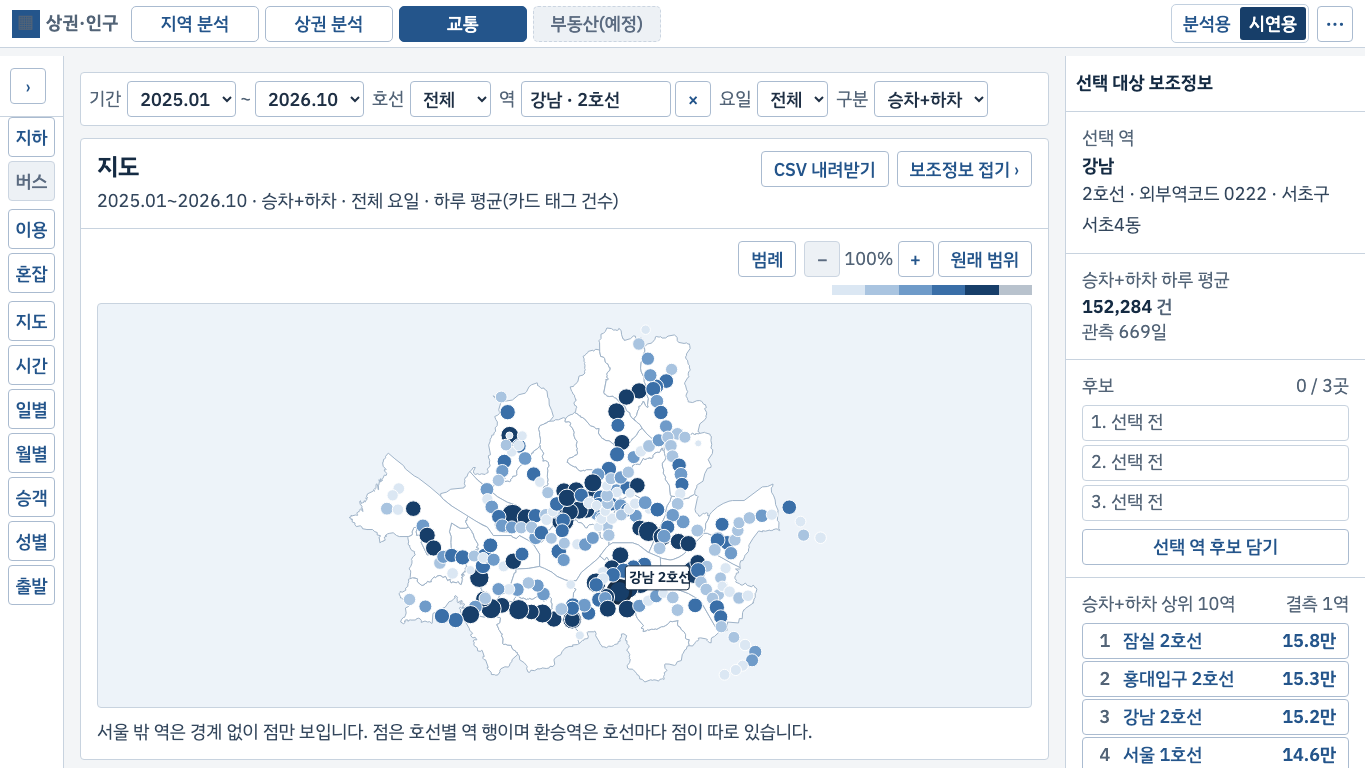 상권·인구 지역 분석 상권 분석 교통 부동산(예정) 분석용 시연용 ···
›
지하
버스
이용
혼잡
지도
시간
일별
월별
승객
성별
출발
기간 2025.01 ~ 2026.10 호선 전체 역 강남 · 2호선 × 요일 전체 구분 승차+하차
지도
CSV 내려받기 보조정보 접기 ›
2025.01~2026.10 · 승차+하차 · 전체 요일 · 하루 평균(카드 태그 건수)
범례 − 100% + 원래 범위
강남 2호선
서울 밖 역은 경계 없이 점만 보입니다. 점은 호선별 역 행이며 환승역은 호선마다 점이 따로 있습니다.
선택 대상 보조정보
선택 역
강남
2호선 · 외부역코드 0222 · 서초구
서초4동
승차+하차 하루 평균
152,284 건
관측 669일
후보 0 / 3곳
1. 선택 전
2. 선택 전
3. 선택 전
선택 역 후보 담기
승차+하차 상위 10역 결측 1역
1 잠실 2호선 15.8만
2 홍대입구 2호선 15.3만
3 강남 2호선 15.2만
4 서울 1호선 14.6만